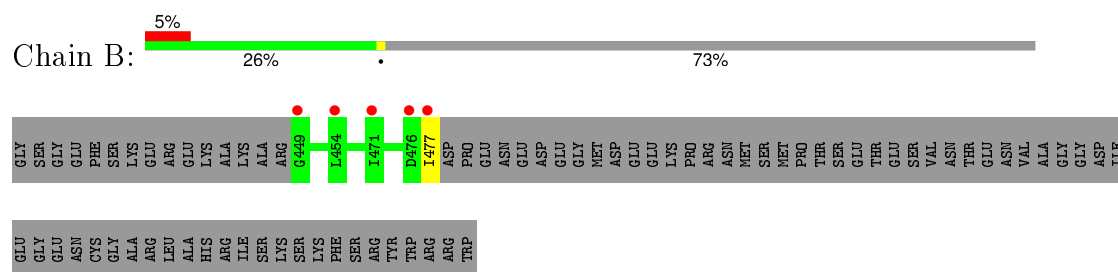 5%
Chain B:
26%
•
73%
GLY SER GLY GLU PHE SER LYS GLU ARG GLU LYS ALA LYS ALA ARG G449 L454 I471 D476 I477 ASP PRO GLU ASN GLU ASP GLU GLY MET ASP GLU GLU LYS PRO ARG ASN MET SER MET PRO THR SER GLU THR GLU SER VAL ASN THR GLU ASN VAL ALA GLY GLY ASP ILE
GLU GLY GLU ASN CYS GLY ALA ARG LEU ALA HIS ARG ILE SER LYS SER LYS PHE SER ARG TYR TRP ARG ARG TRP